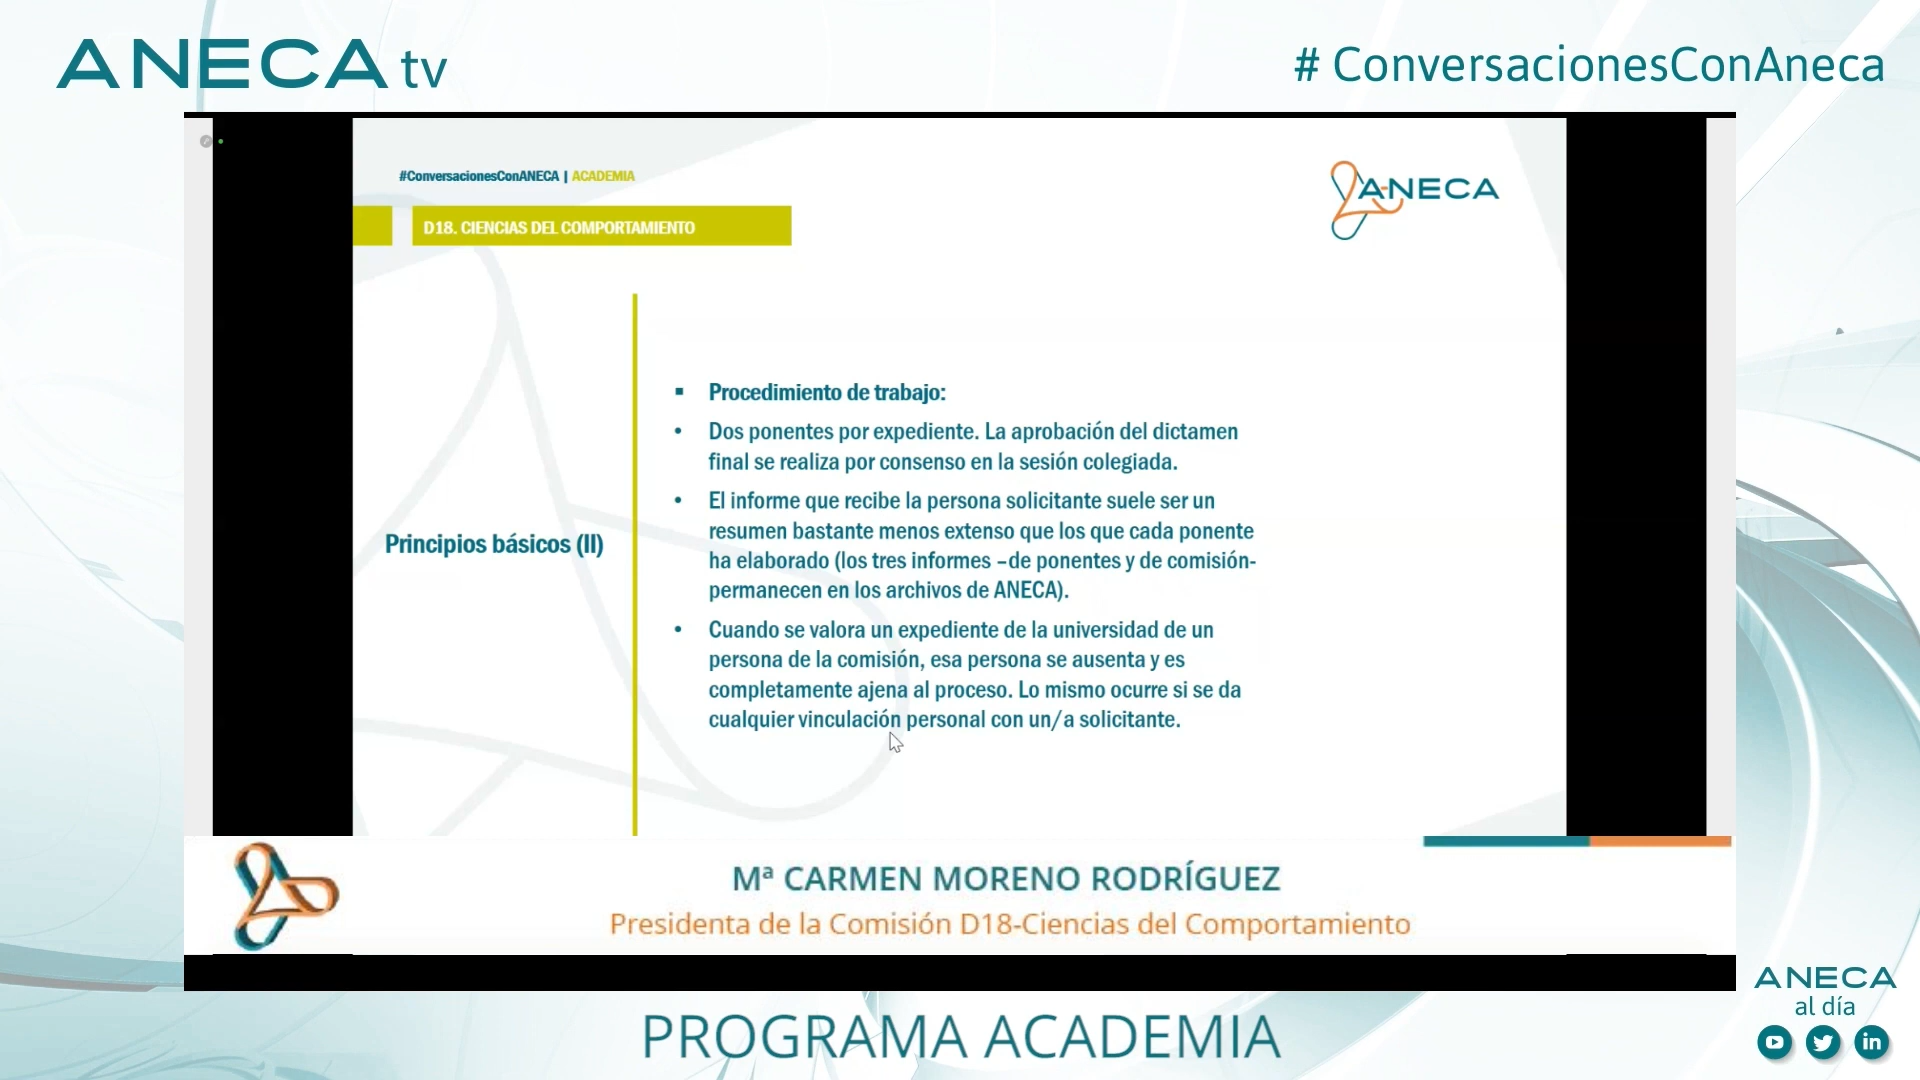 ANECA tv
# ConversacionesConAneca
#ConversacionesConANECA | ACADEMIA
ANECA
D18. CIENCIAS DEL COMPORTAMIENTO
Principios básicos (II)
▪ Procedimiento de trabajo:
• Dos ponentes por expediente. La aprobación del dictamen
final se realiza por consenso en la sesión colegiada.
• El informe que recibe la persona solicitante suele ser un
resumen bastante menos extenso que los que cada ponente
ha elaborado (los tres informes –de ponentes y de comisión-
permanecen en los archivos de ANECA).
• Cuando se valora un expediente de la universidad de un
persona de la comisión, esa persona se ausenta y es
completamente ajena al proceso. Lo mismo ocurre si se da
cualquier vinculación personal con un/a solicitante.
Mª CARMEN MORENO RODRÍGUEZ
Presidenta de la Comisión D18-Ciencias del Comportamiento
PROGRAMA ACADEMIA
ANECA
al día
in